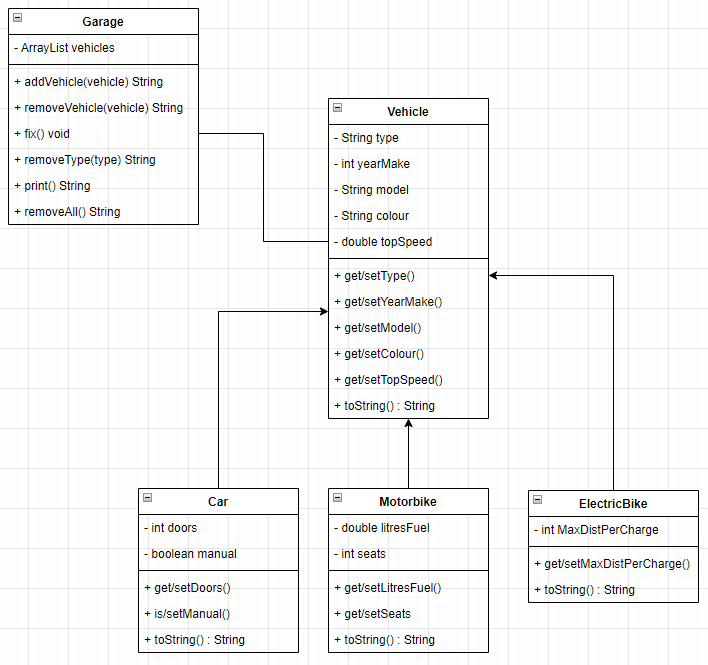 Garage
- ArrayList vehicles
+ addVehicle(vehicle) String
+ removeVehicle(vehicle) String
+ fix() void
+ removeType(type) String
+ print() String
+ removeAll() String
Vehicle
- String type
- int yearMake
- String model
- String colour
- double topSpeed
+ get/setType()
+ get/setYearMake()
+ get/setModel()
+ get/setColour()
+ get/setTopSpeed()
+ toString() : String
Car
- int doors
- boolean manual
+ get/setDoors()
+ is/setManual()
+ toString() : String
Motorbike
- double litresFuel
- int seats
+ get/setLitresFuel()
+ get/setSeats
+ toString() : String
ElectricBike
- int MaxDistPerCharge
+ get/setMaxDistPerCharge()
+ toString() : String